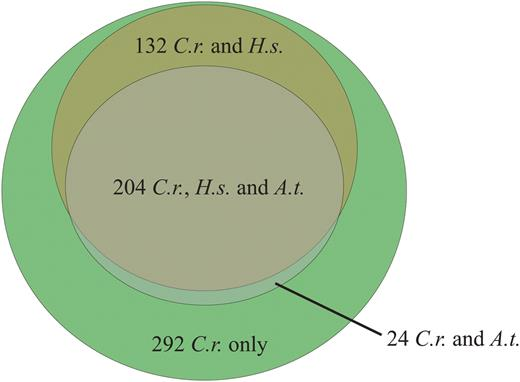 132 C.r. and H.s.
204 C.r., H.s. and A.t.
292 C.r. only
24 C.r. and A.t.